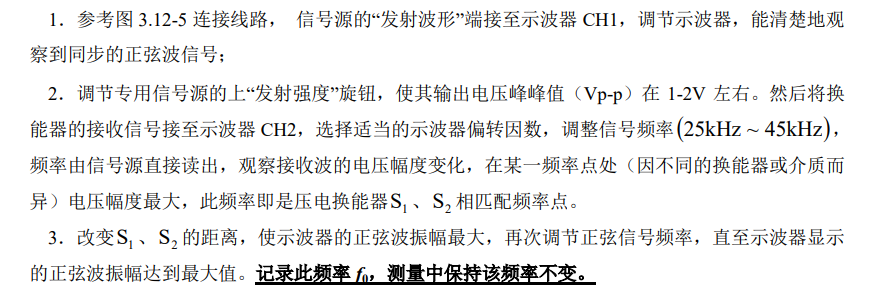 1．参考图 3.12-5 连接线路， 信号源的“发射波形”端接至示波器 CH1，调节示波器，能清楚地观
察到同步的正弦波信号；
2．调节专用信号源的上“发射强度”旋钮，使其输出电压峰峰值（Vp-p）在 1-2V 左右。然后将换
能器的接收信号接至示波器 CH2，选择适当的示波器偏转因数，调整信号频率(25kHz ~ 45kHz)，
频率由信号源直接读出，观察接收波的电压幅度变化，在某一频率点处（因不同的换能器或介质而
异）电压幅度最大，此频率即是压电换能器S₁ 、 S₂ 相匹配频率点。
3．改变S₁ 、 S₂ 的距离，使示波器的正弦波振幅最大，再次调节正弦信号频率，直至示波器显示
的正弦波振幅达到最大值。记录此频率 f₀，测量中保持该频率不变。